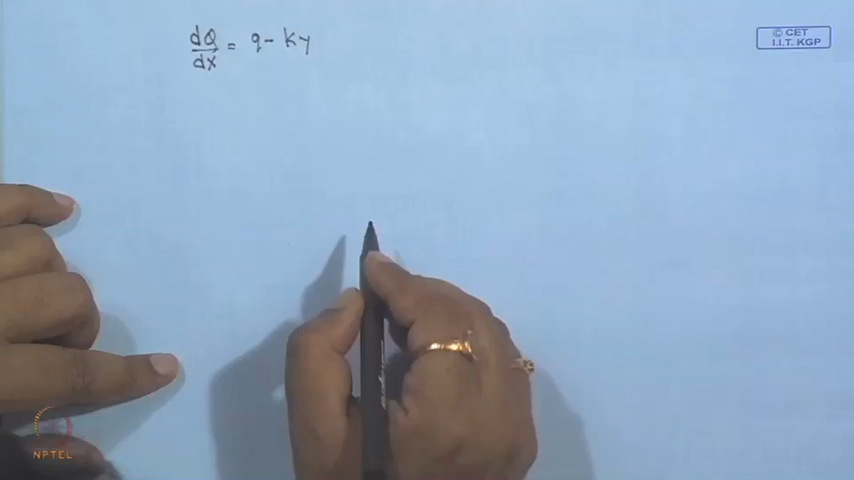 dQ/dx = q - ky
© CET
I.I.T. KGP
NPTEL